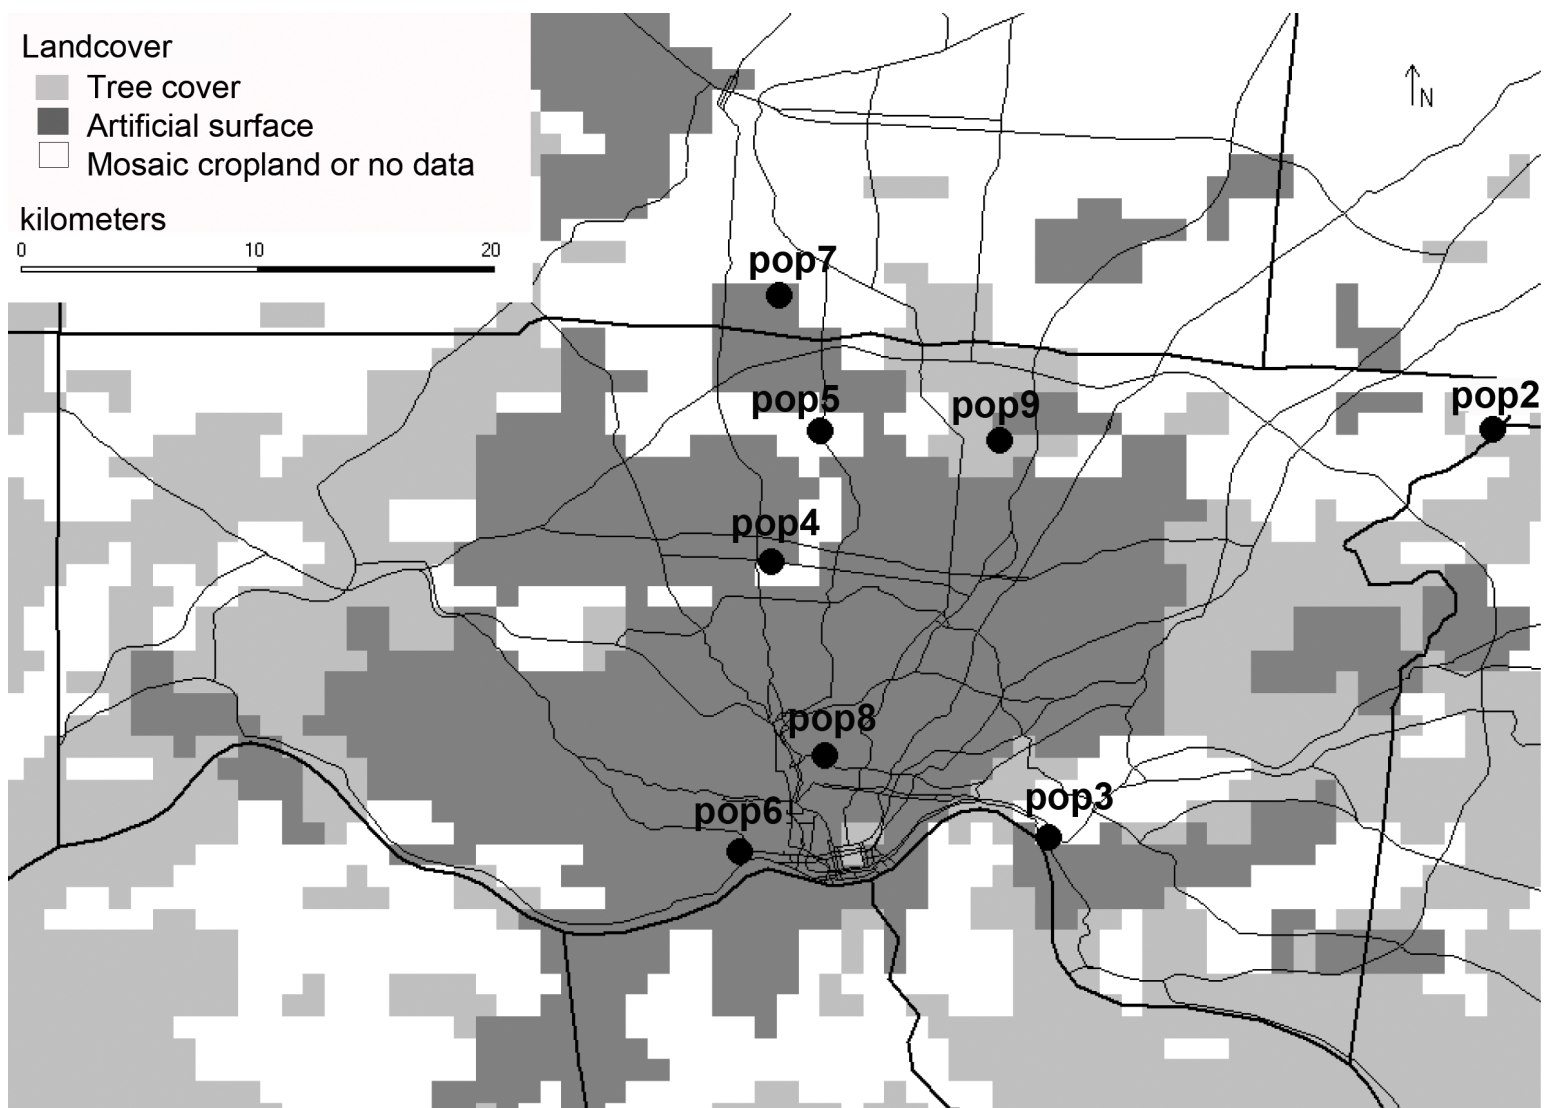 Landcover
Tree cover
Artificial surface
Mosaic cropland or no data
kilometers
0 10 20
N
pop7
pop5
pop9
pop2
pop4
pop8
pop6
pop3